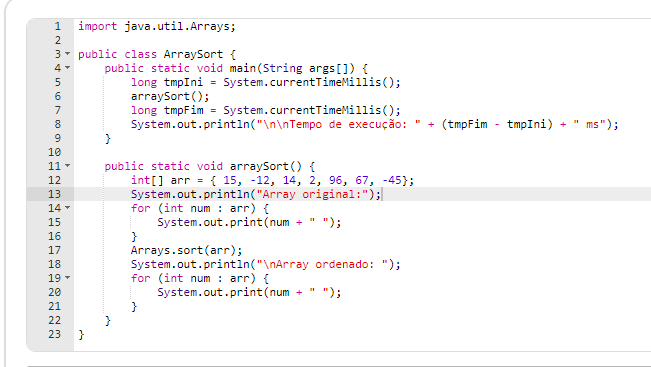 1 import java.util.Arrays;
2
3 public class ArraySort {
4     public static void main(String args[]) {
5         long tmpIni = System.currentTimeMillis();
6         arraySort();
7         long tmpFim = System.currentTimeMillis();
8         System.out.println("\n\nTempo de execução: " + (tmpFim - tmpIni) + " ms");
9     }
10
11     public static void arraySort() {
12         int[] arr = { 15, -12, 14, 2, 96, 67, -45};
13         System.out.println("Array original:");
14         for (int num : arr) {
15             System.out.print(num + " ");
16         }
17         Arrays.sort(arr);
18         System.out.println("\nArray ordenado: ");
19         for (int num : arr) {
20             System.out.print(num + " ");
21         }
22     }
23 }